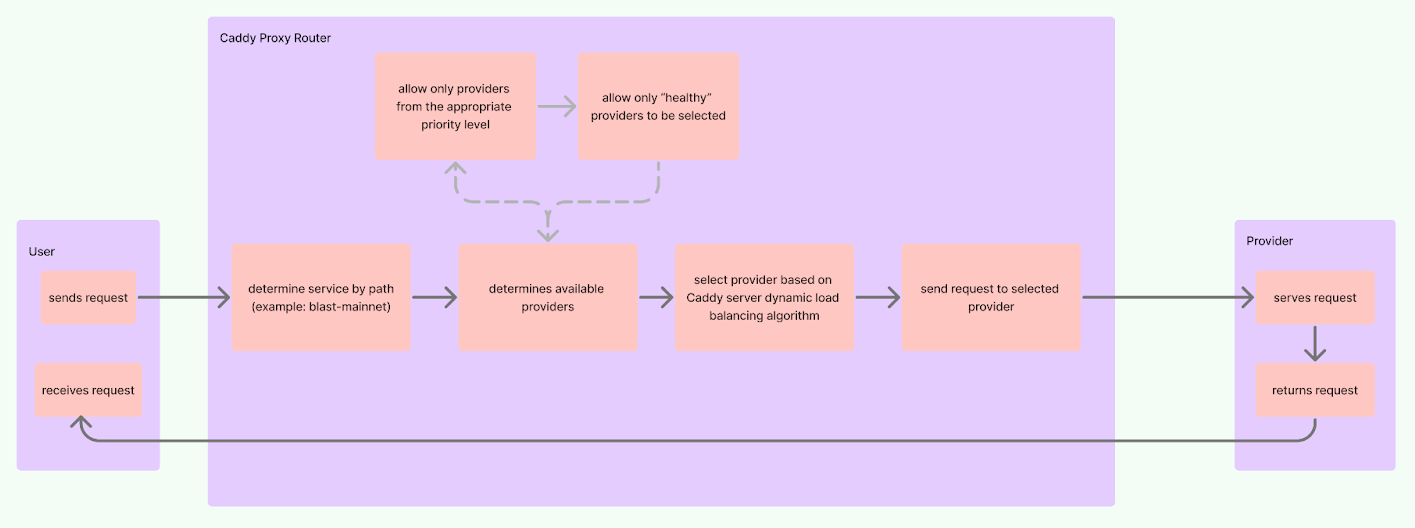 Caddy Proxy Router
allow only providers
from the appropriate
priority level
allow only “healthy”
providers to be selected
User
sends request
receives request
determine service by path
(example: blast-mainnet)
determines available
providers
select provider based on
Caddy server dynamic load
balancing algorithm
send request to selected
provider
Provider
serves request
returns request